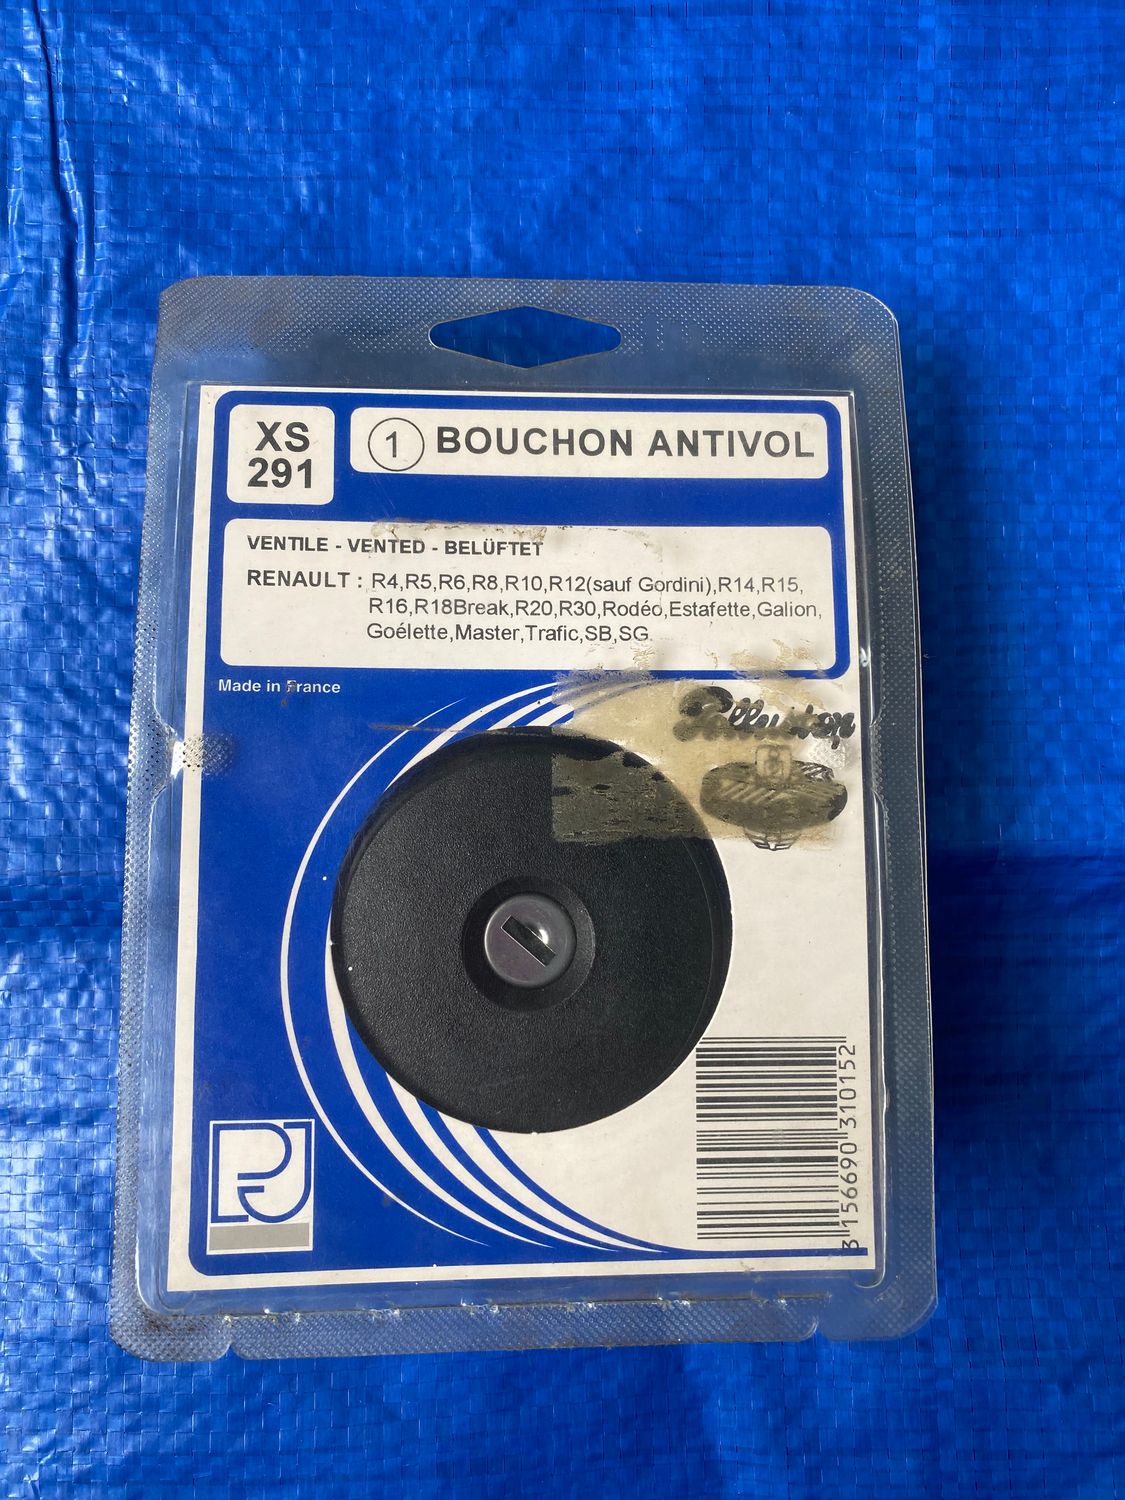 XS
291
1 BOUCHON ANTIVOL
VENTILE - VENTED - BELÜFTET
RENAULT : R4,R5,R6,R8,R10,R12(sauf Gordini),R14,R15,
R16,R18Break,R20,R30,Rodéo,Estafette,Galion,
Goélette,Master,Trafic,SB,SG
Made in France
PJ
3 156690 310152